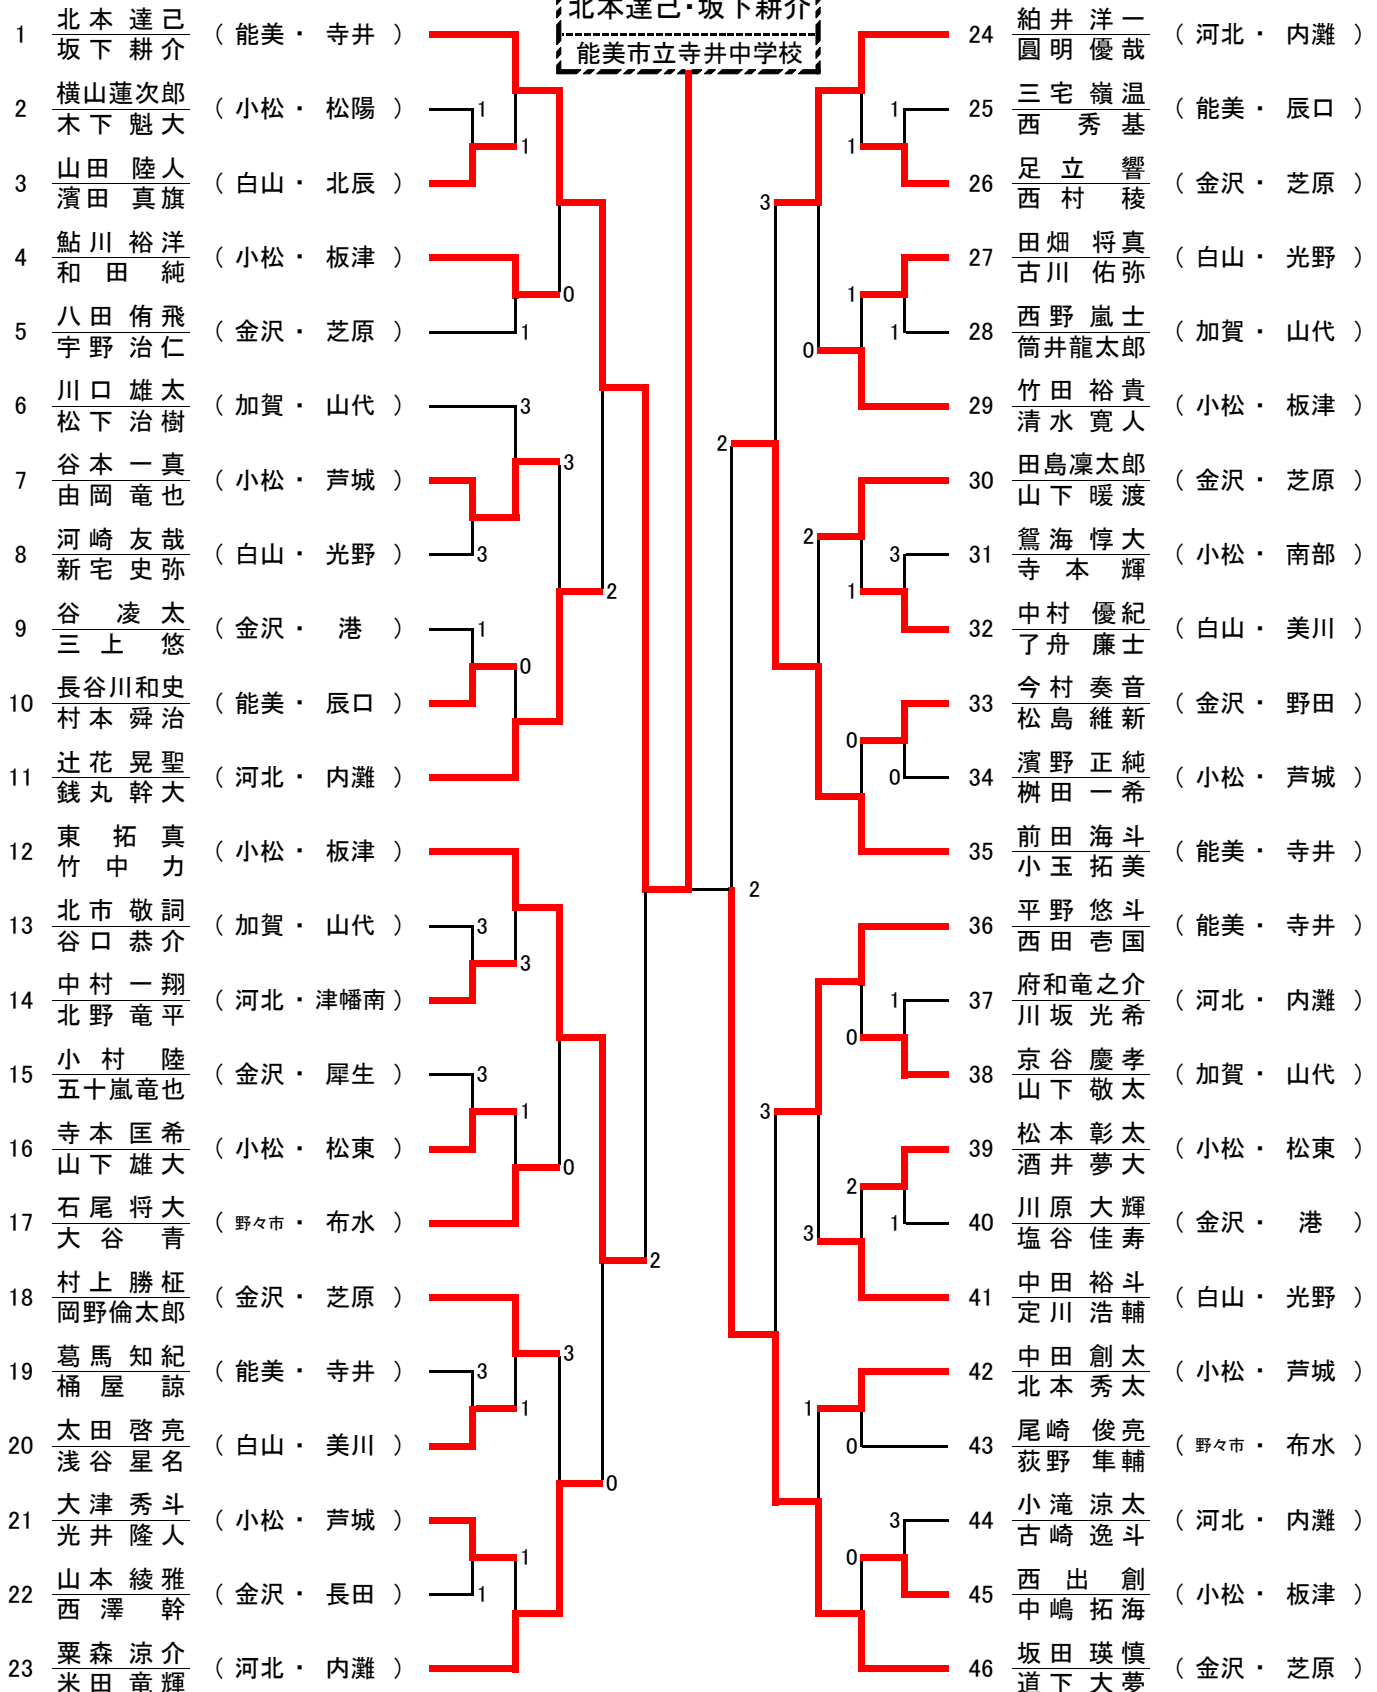 北本達己・坂下耕介
能美市立寺井中学校
1 北本 達己 坂下 耕介 （ 能美 ・ 寺井 ）
2 横山蓮次郎 木下 魁大 （ 小松 ・ 松陽 ） 1
3 山田 陸人 濱田 真旗 （ 白山 ・ 北辰 ） 1
4 鮎川 裕洋 和田 純 （ 小松 ・ 板津 ） 0
5 八田 侑飛 宇野 治仁 （ 金沢 ・ 芝原 ） 1
6 川口 雄太 松下 治樹 （ 加賀 ・ 山代 ） 3
3
7 谷本 一真 由岡 竜也 （ 小松 ・ 芦城 ）
8 河崎 友哉 新宅 史弥 （ 白山 ・ 光野 ） 3
2
9 谷 凌太 三上 悠 （ 金沢 ・ 港 ） 1
0
10 長谷川和史 村本 舜治 （ 能美 ・ 辰口 ）
11 辻花 晃聖 銭丸 幹大 （ 河北 ・ 内灘 ）
12 東 拓真 竹中 力 （ 小松 ・ 板津 ）
13 北市 敬詞 谷口 恭介 （ 加賀 ・ 山代 ） 3
3
14 中村 一翔 北野 竜平 （ 河北 ・ 津幡南 ）
15 小村 陸 五十嵐竜也 （ 金沢 ・ 犀生 ） 3
1
16 寺本 匡希 山下 雄大 （ 小松 ・ 松東 ） 0
17 石尾 将大 大谷 青 （ 野々市 ・ 布水 ）
2
18 村上 勝柾 岡野倫太郎 （ 金沢 ・ 芝原 ）
3
19 葛馬 知紀 桶屋 諒 （ 能美 ・ 寺井 ） 3
1
20 太田 啓亮 浅谷 星名 （ 白山 ・ 美川 ）
0
21 大津 秀斗 光井 隆人 （ 小松 ・ 芦城 ）
1
22 山本 綾雅 西澤 幹 （ 金沢 ・ 長田 ） 1
23 粟森 涼介 米田 竜輝 （ 河北 ・ 内灘 ）
2
24 絈井 洋一 圓明 優哉 （ 河北 ・ 内灘 ）
1 25 三宅 嶺温 西 秀基 （ 能美 ・ 辰口 ）
1
26 足立 響 西村 稜 （ 金沢 ・ 芝原 ）
3
27 田畑 将真 古川 佑弥 （ 白山 ・ 光野 ）
1
1 28 西野 嵐士 筒井龍太郎 （ 加賀 ・ 山代 ）
0
29 竹田 裕貴 清水 寛人 （ 小松 ・ 板津 ）
2
30 田島凜太郎 山下 暖渡 （ 金沢 ・ 芝原 ）
2
3 31 鴛海 惇大 寺本 輝 （ 小松 ・ 南部 ）
1
32 中村 優紀 了舟 廉士 （ 白山 ・ 美川 ）
33 今村 奏音 松島 維新 （ 金沢 ・ 野田 ）
0
0 34 濱野 正純 桝田 一希 （ 小松 ・ 芦城 ）
35 前田 海斗 小玉 拓美 （ 能美 ・ 寺井 ）
36 平野 悠斗 西田 壱国 （ 能美 ・ 寺井 ）
1 37 府和竜之介 川坂 光希 （ 河北 ・ 内灘 ）
0
38 京谷 慶孝 山下 敬太 （ 加賀 ・ 山代 ）
3
39 松本 彰太 酒井 夢大 （ 小松 ・ 松東 ）
2
1 40 川原 大輝 塩谷 佳寿 （ 金沢 ・ 港 ）
3
41 中田 裕斗 定川 浩輔 （ 白山 ・ 光野 ）
42 中田 創太 北本 秀太 （ 小松 ・ 芦城 ）
1
0 43 尾崎 俊亮 荻野 隼輔 （ 野々市 ・ 布水 ）
3 44 小滝 涼太 古崎 逸斗 （ 河北 ・ 内灘 ）
0
45 西出 創 中嶋 拓海 （ 小松 ・ 板津 ）
46 坂田 瑛慎 道下 大夢 （ 金沢 ・ 芝原 ）